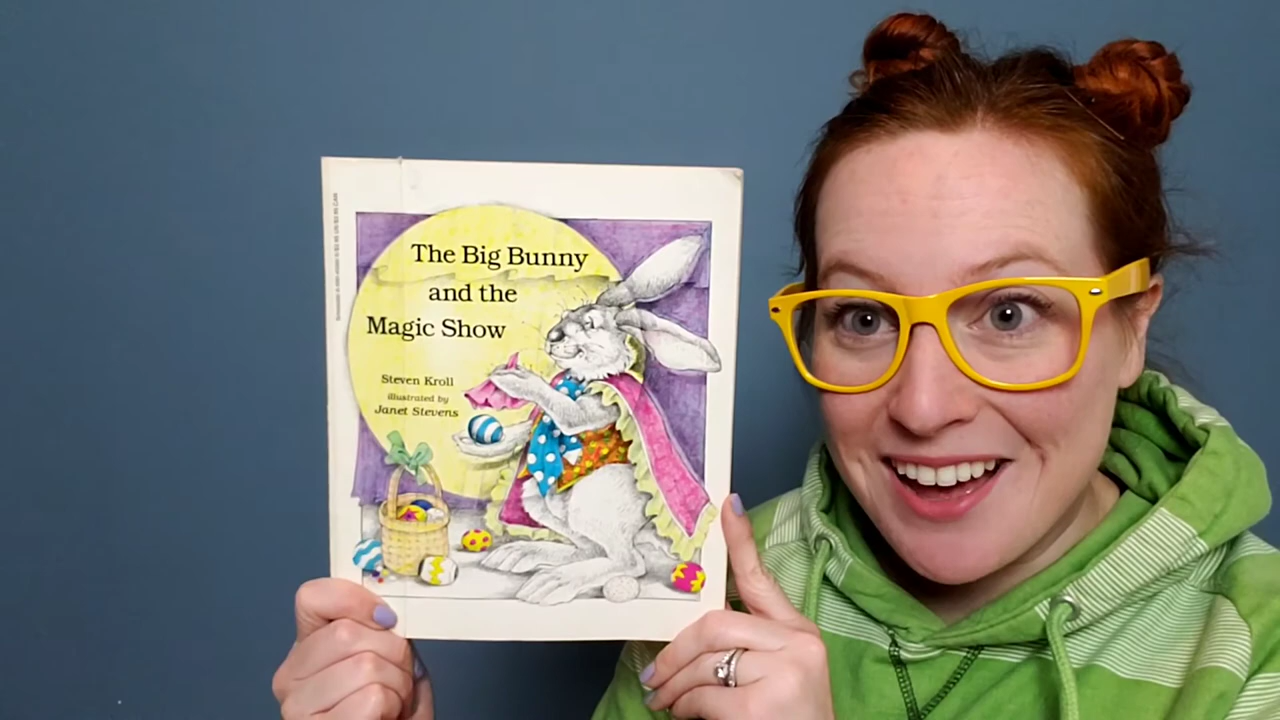 The Big Bunny
and the
Magic Show
Steven Kroll
illustrated by
Janet Stevens